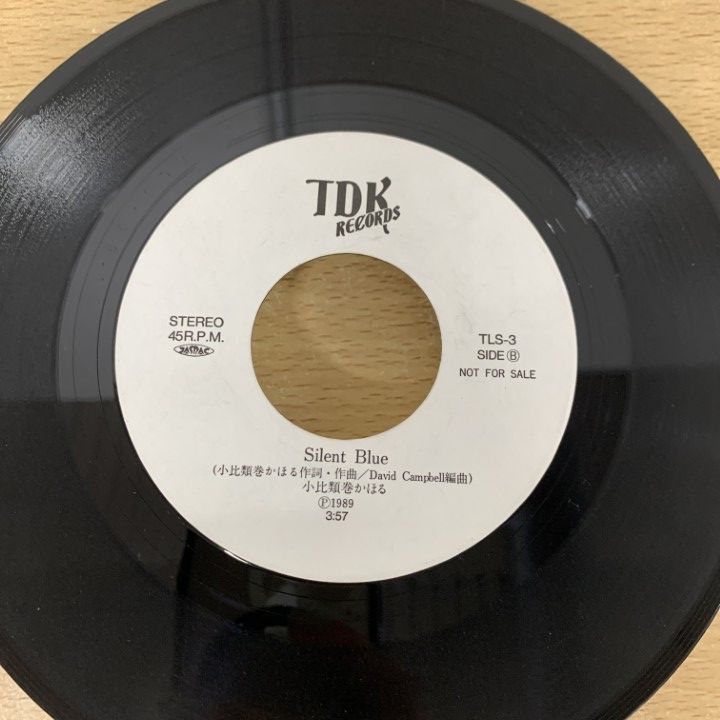 TDK
RECORDS
STEREO
45R.P.M.
JASRAC
TLS-3
SIDE Ⓑ
NOT FOR SALE
Silent Blue
(小比類巻かほる作詞・作曲/David Campbell編曲)
小比類巻かほる
Ⓟ1989
3:57